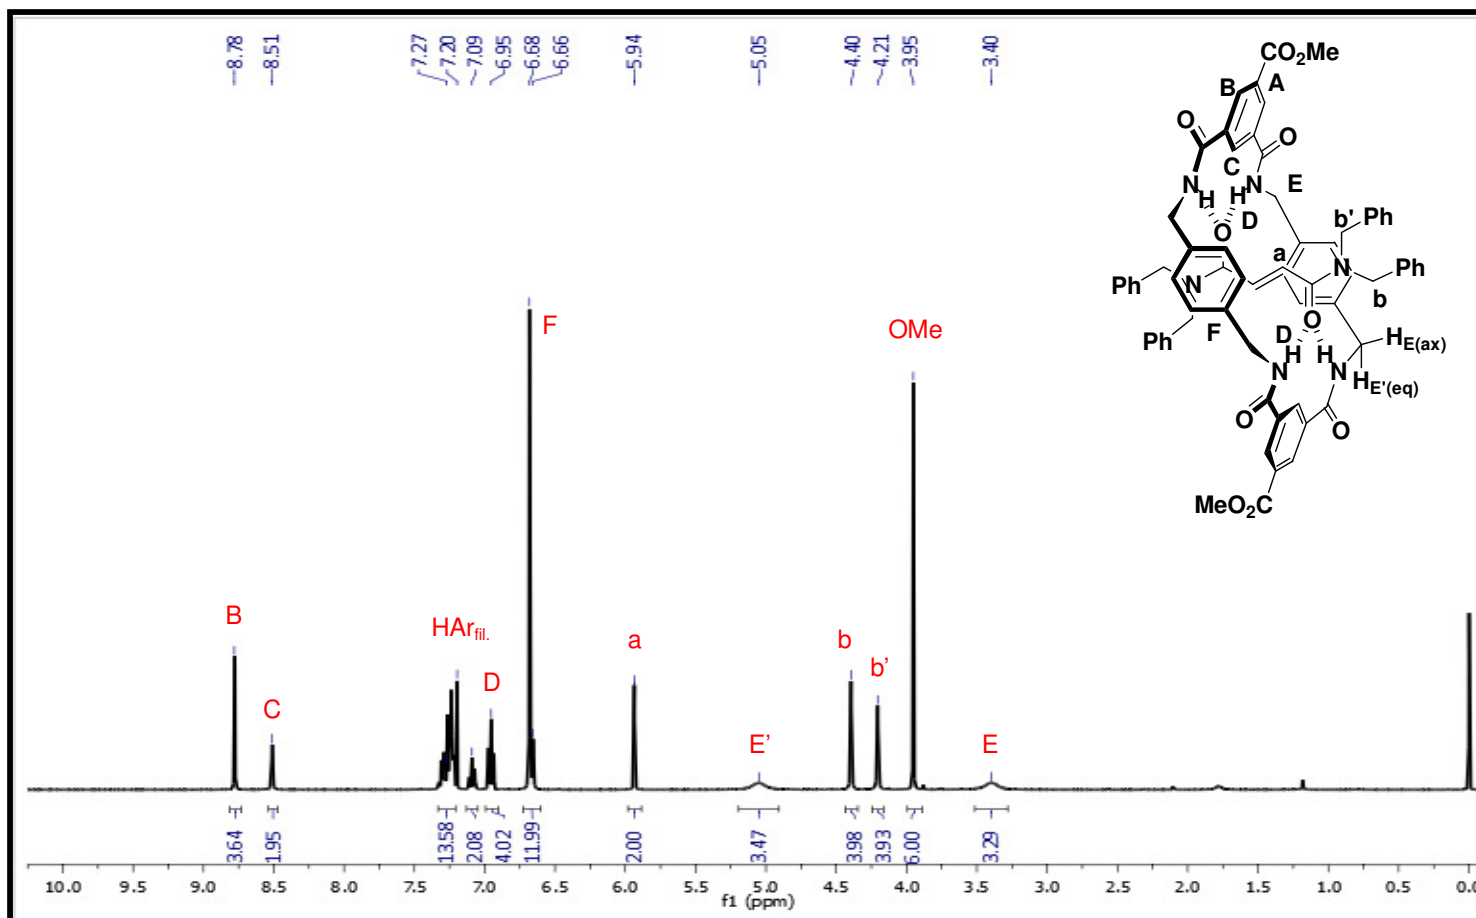 8.78
8.51
7.27
7.20
7.09
6.95
6.68
6.66
5.94
5.05
4.40
4.21
3.95
3.40
CO2Me
B A
O
O
C
N
N
E
H H
D
O
b'
Ph
a
N
Ph
Ph
N
b
Ph
F
O
D
H H
HE(ax)
N
N
HE'(eq)
O
O
MeO2C
F
OMe
B
HArfil.
C
D
a
b
b'
E'
E
3.64
1.95
13.58
2.08
4.02
11.99
2.00
3.47
3.98
3.93
6.00
3.29
10.0 9.5 9.0 8.5 8.0 7.5 7.0 6.5 6.0 5.5 5.0 4.5 4.0 3.5 3.0 2.5 2.0 1.5 1.0 0.5 0.0
f1 (ppm)